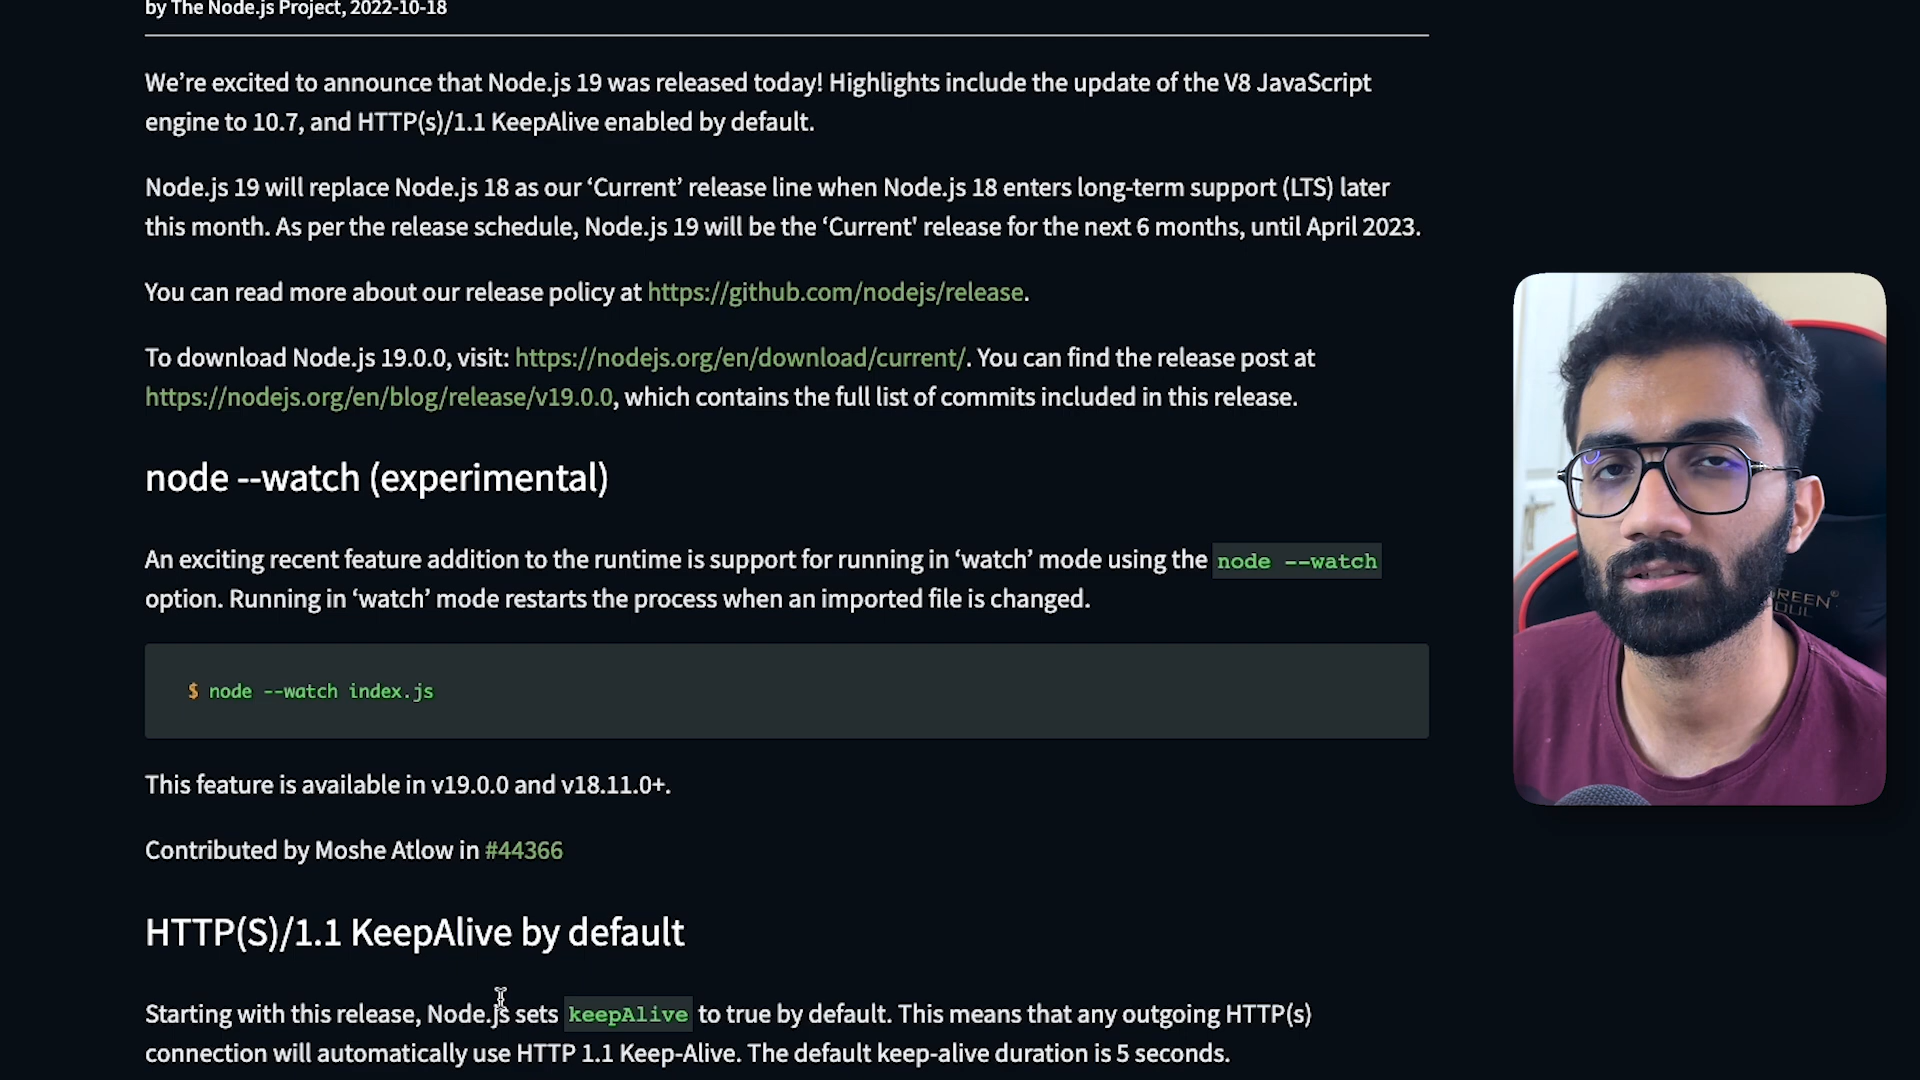 by The Node.js Project, 2022-10-18
We’re excited to announce that Node.js 19 was released today! Highlights include the update of the V8 JavaScript
engine to 10.7, and HTTP(s)/1.1 KeepAlive enabled by default.
Node.js 19 will replace Node.js 18 as our ‘Current’ release line when Node.js 18 enters long-term support (LTS) later
this month. As per the release schedule, Node.js 19 will be the ‘Current' release for the next 6 months, until April 2023.
You can read more about our release policy at https://github.com/nodejs/release.
To download Node.js 19.0.0, visit: https://nodejs.org/en/download/current/. You can find the release post at
https://nodejs.org/en/blog/release/v19.0.0, which contains the full list of commits included in this release.
node --watch (experimental)
An exciting recent feature addition to the runtime is support for running in ‘watch’ mode using the node --watch
option. Running in ‘watch’ mode restarts the process when an imported file is changed.
$ node --watch index.js
This feature is available in v19.0.0 and v18.11.0+.
Contributed by Moshe Atlow in #44366
HTTP(S)/1.1 KeepAlive by default
Starting with this release, Node.js sets keepAlive to true by default. This means that any outgoing HTTP(s)
connection will automatically use HTTP 1.1 Keep-Alive. The default keep-alive duration is 5 seconds.